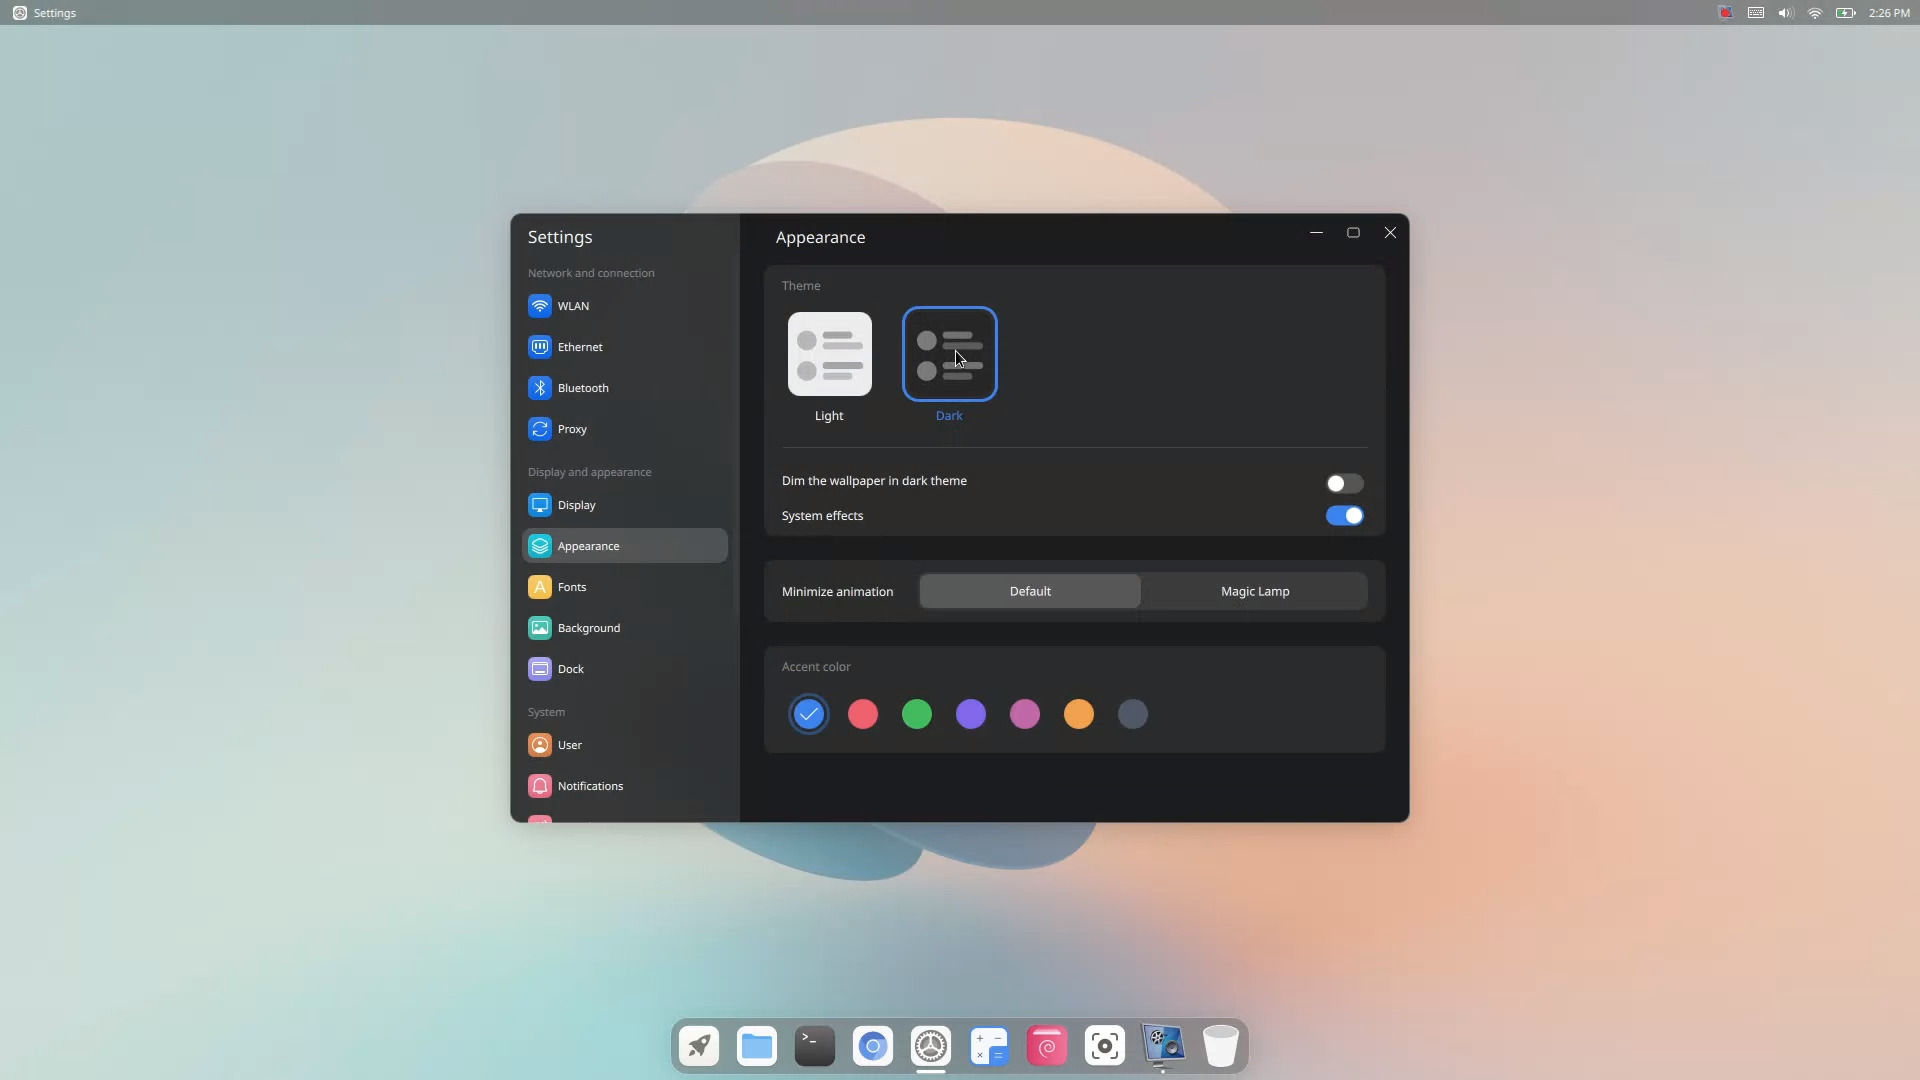 Settings
2:26 PM
Settings
Network and connection
WLAN
Ethernet
Bluetooth
Proxy
Display and appearance
Display
Appearance
Fonts
Background
Dock
System
User
Notifications
Appearance
Theme
Light
Dark
Dim the wallpaper in dark theme
System effects
Minimize animation
Default
Magic Lamp
Accent color